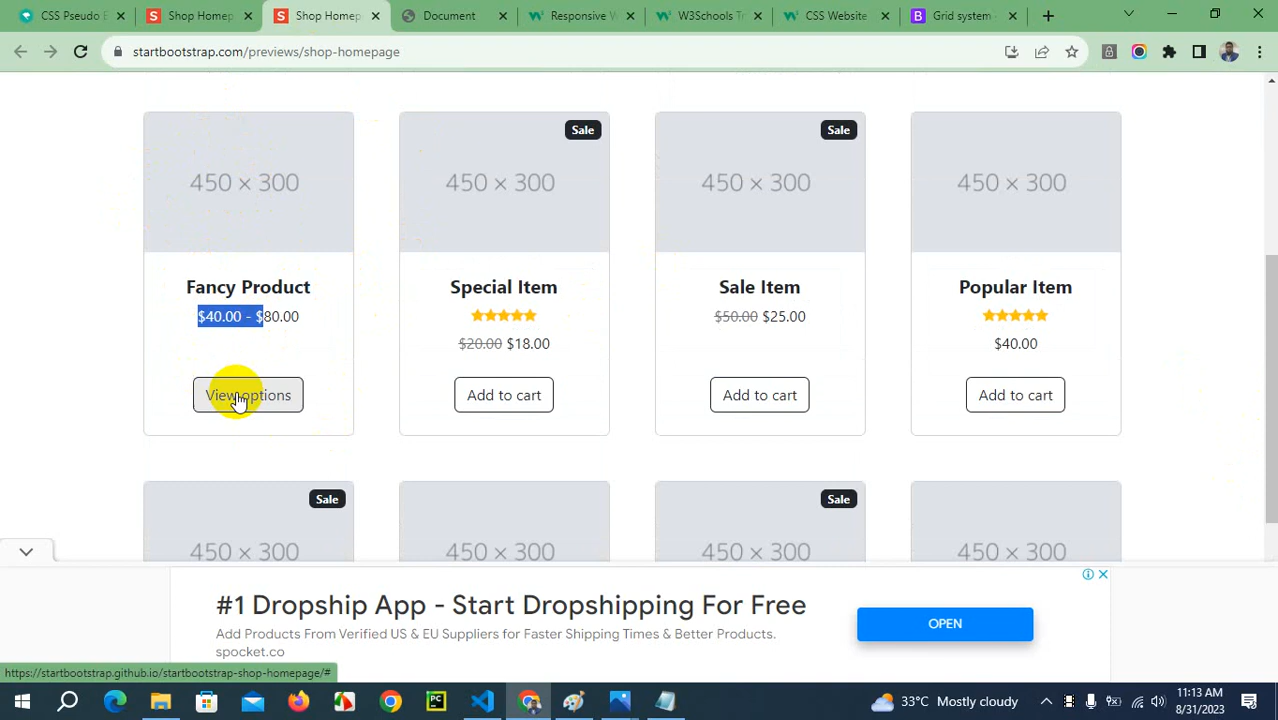 CSS Pseudo E
Shop Homep
Shop Homep
Document
Responsive V
W3Schools Tr
CSS Website
Grid system
startbootstrap.com/previews/shop-homepage
Sale
Sale
450 × 300
450 × 300
450 × 300
450 × 300
Fancy Product
Special Item
Sale Item
Popular Item
$40.00 - $80.00
$50.00 $25.00
$20.00 $18.00
$40.00
View options
Add to cart
Add to cart
Add to cart
Sale
Sale
450 × 300
450 × 300
450 × 300
450 × 300
#1 Dropship App - Start Dropshipping For Free
Add Products From Verified US & EU Suppliers for Faster Shipping Times & Better Products.
spocket.co
OPEN
https://startbootstrap.github.io/startbootstrap-shop-homepage/#
PC
33°C Mostly cloudy
11:13 AM
8/31/2023